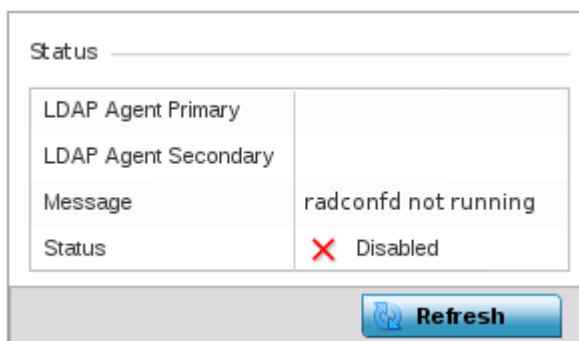 Status
LDAP Agent Primary
LDAP Agent Secondary
Message radconfd not running
Status Disabled
Refresh